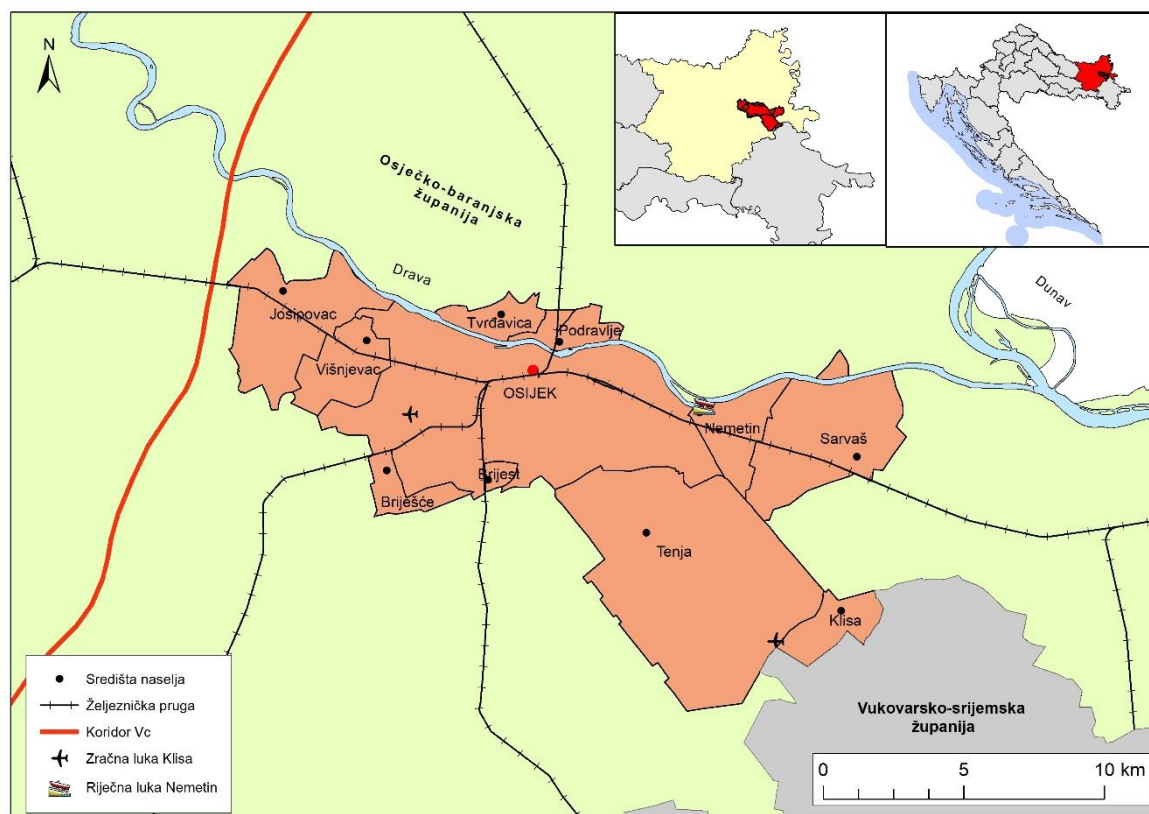 N
Osječko-baranjska
županija
Drava
Dunav
Josipovac
Tvrđavica
Podravlje
Višnjevac
OSIJEK
Nemetin
Sarvaš
Brijest
Briješće
Tenja
Klisa
Vukovarsko-srijemska
županija
Središta naselja
Željeznička pruga
Koridor Vc
Zračna luka Klisa
Riječna luka Nemetin
0 5 10 km